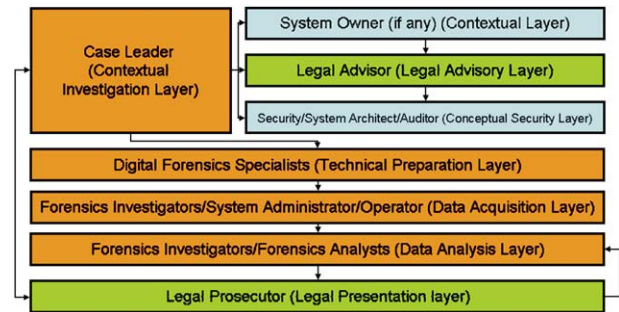 Case Leader
(Contextual
Investigation Layer)
System Owner (if any) (Contextual Layer)
Legal Advisor (Legal Advisory Layer)
Security/System Architect/Auditor (Conceptual Security Layer)
Digital Forensics Specialists (Technical Preparation Layer)
Forensics Investigators/System Administrator/Operator (Data Acquisition Layer)
Forensics Investigators/Forensics Analysts (Data Analysis Layer)
Legal Prosecutor (Legal Presentation layer)